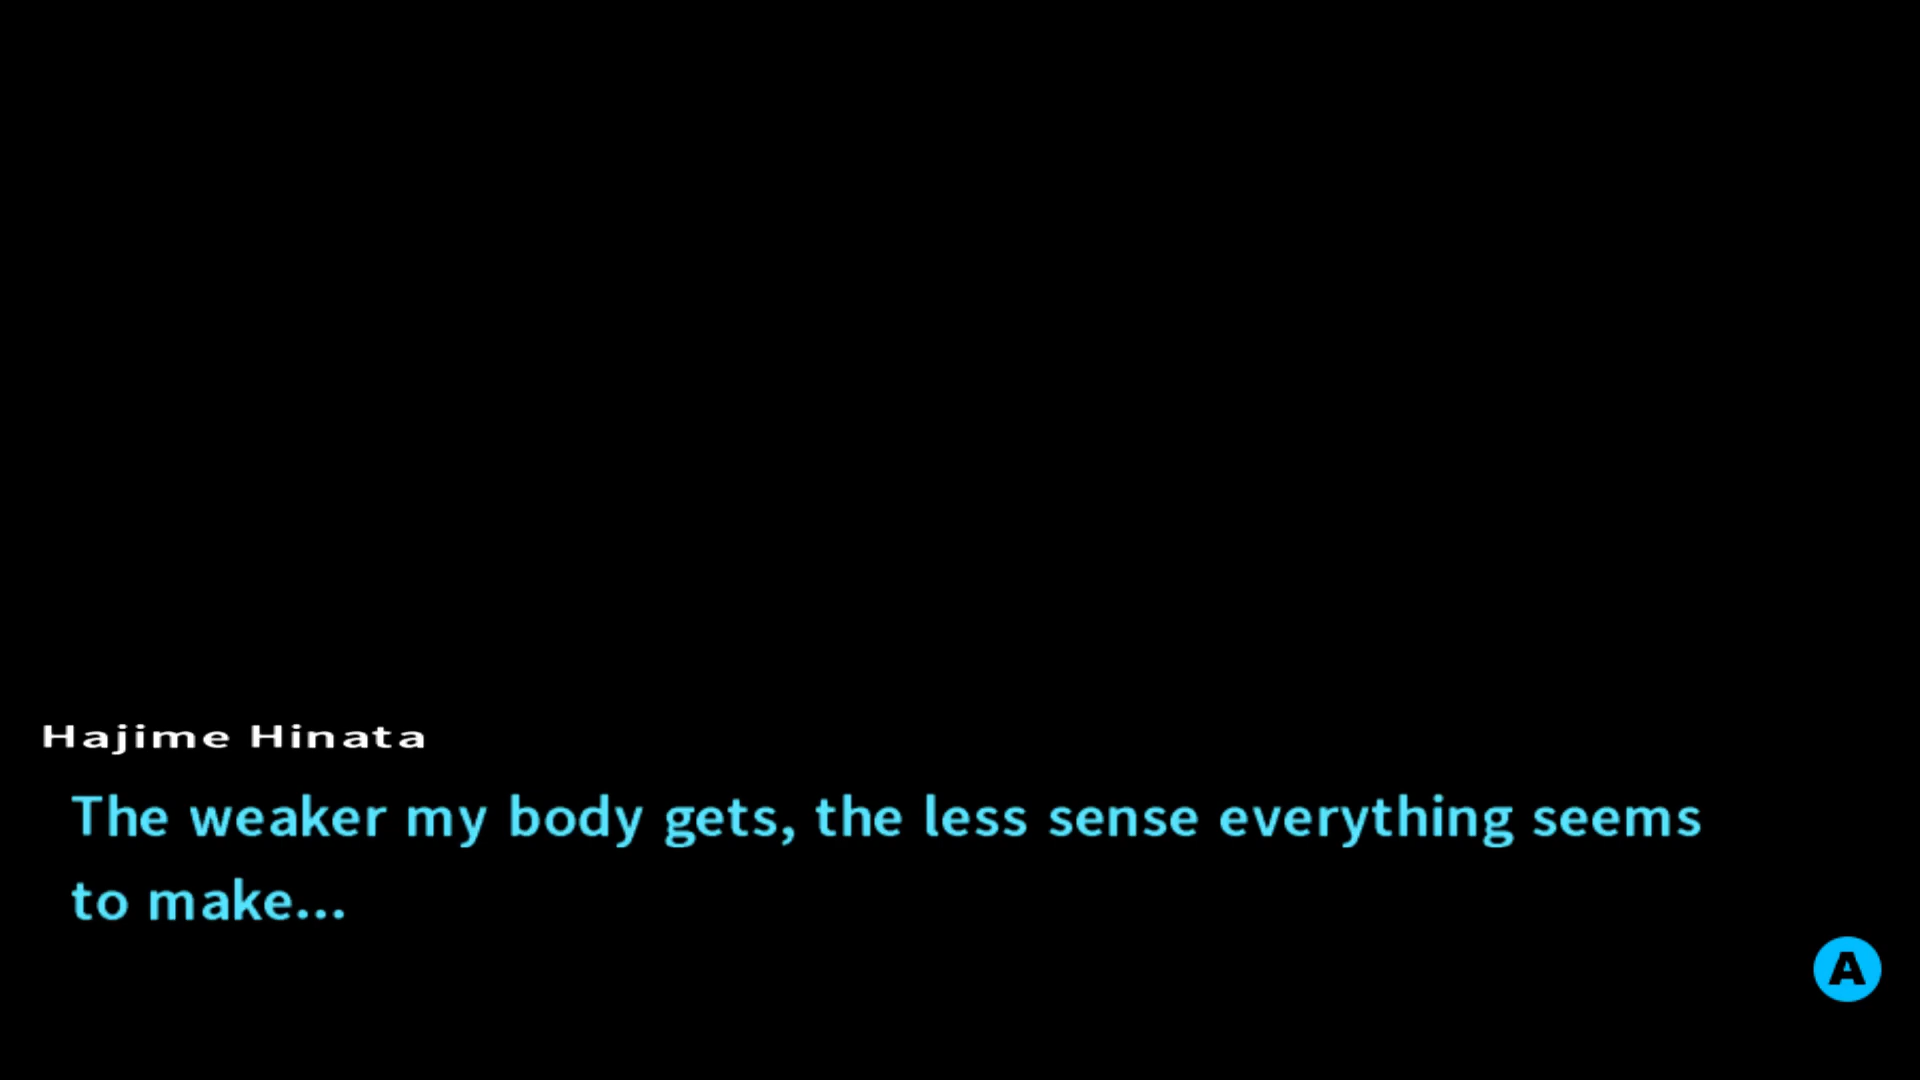 Hajime Hinata
The weaker my body gets, the less sense everything seems
to make...
A